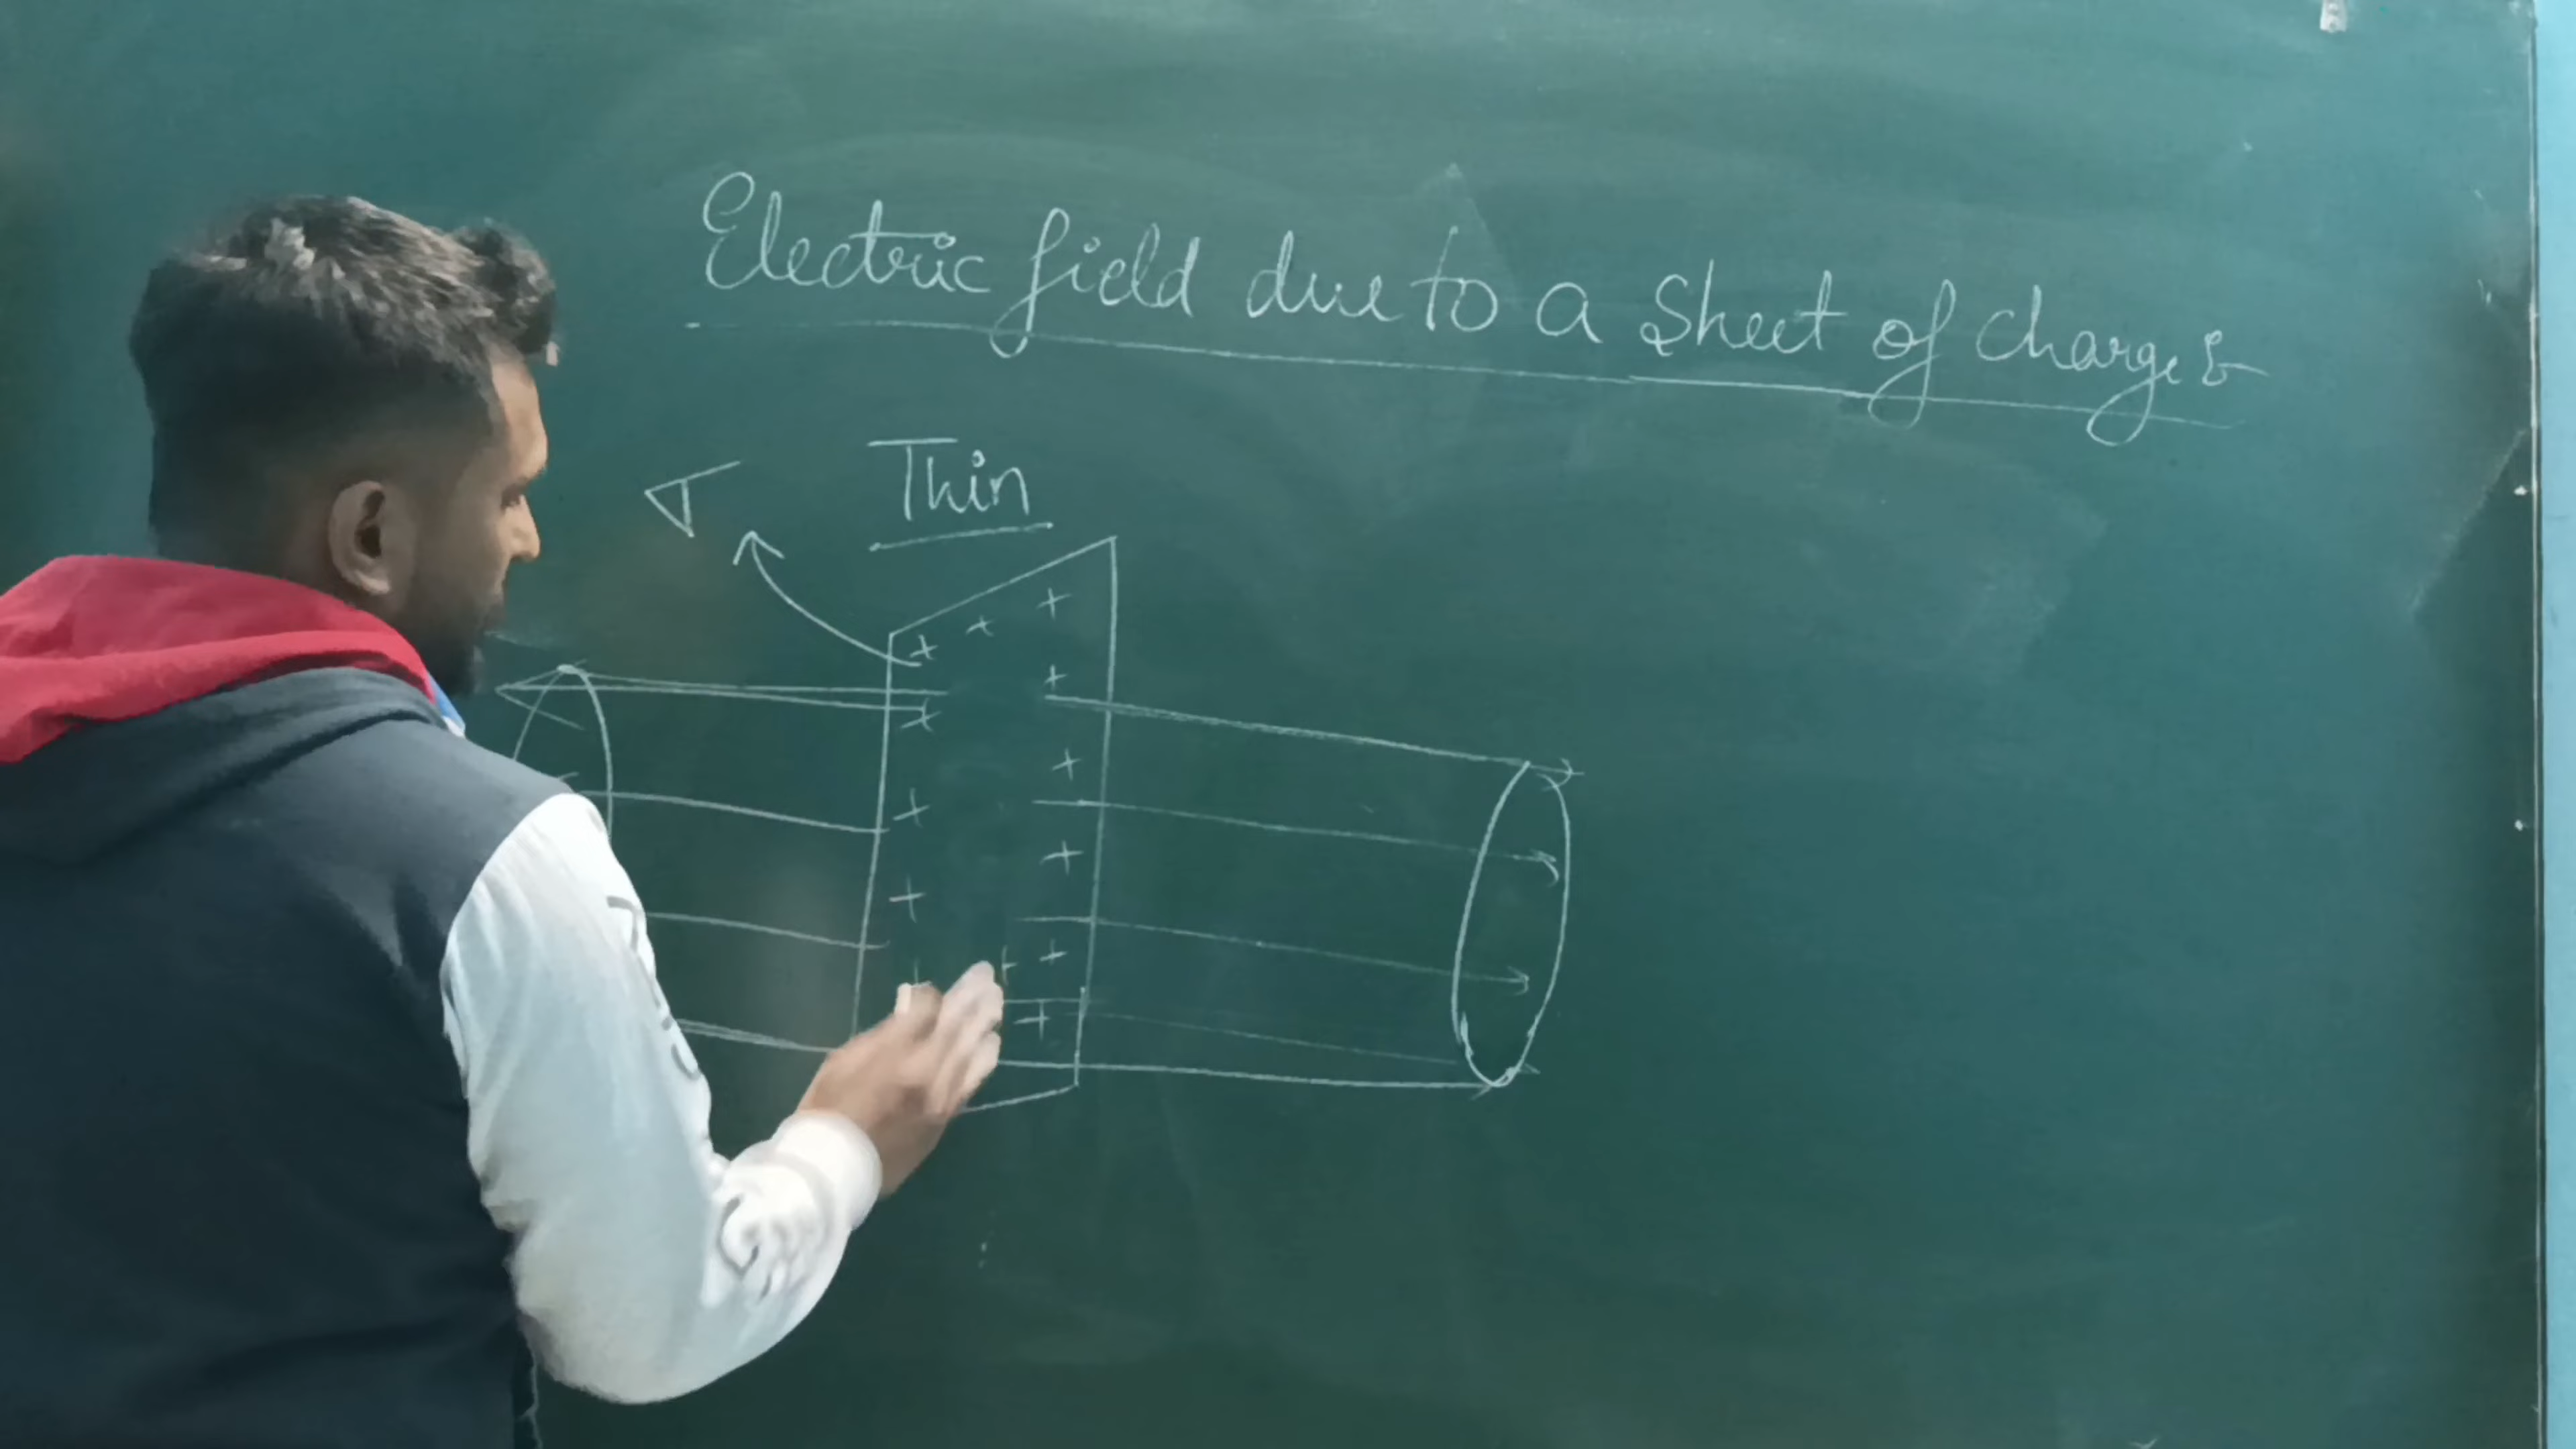 Electric field due to a Sheet of Charge :-
σ
Thin
+ + +
+ +
+
+ +
+
+ + +
+